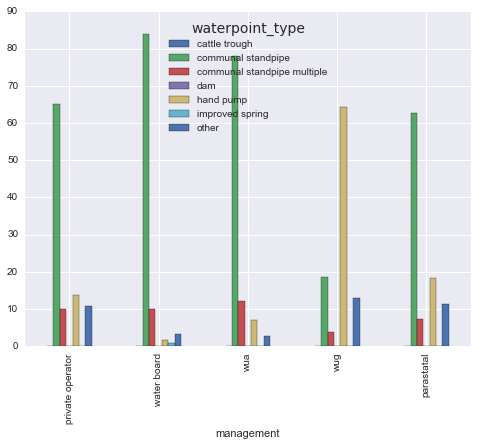 waterpoint_type
cattle trough
communal standpipe
communal standpipe multiple
dam
hand pump
improved spring
other
90
80
70
60
50
40
30
20
10
0
private operator
water board
wua
wug
parastatal
management